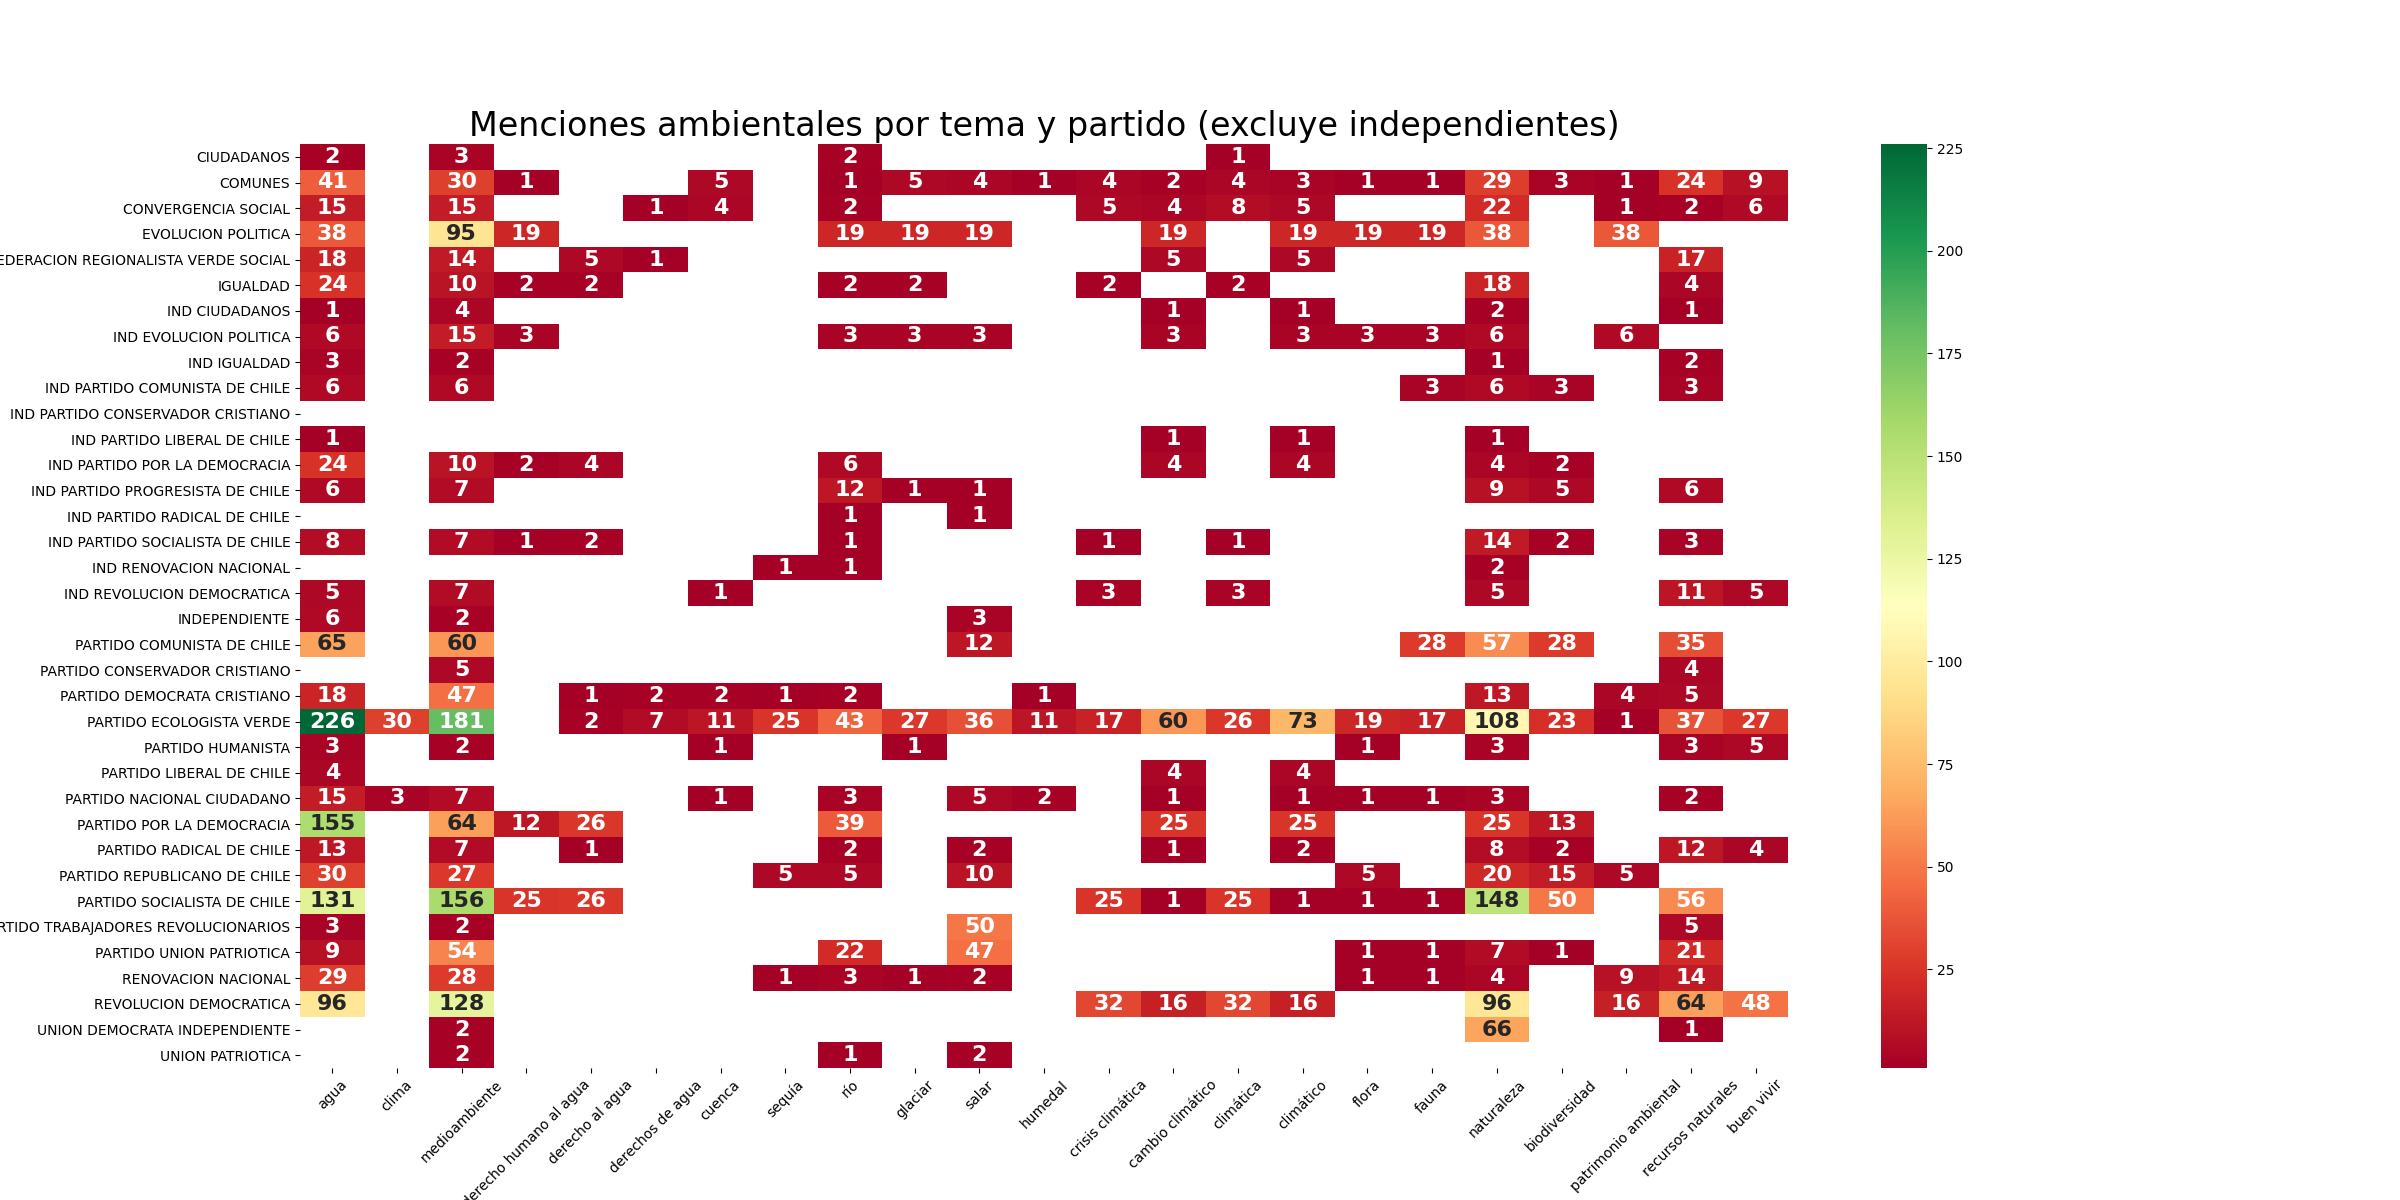 Menciones ambientales por tema y partido (excluye independientes)
CIUDADANOS 2 3 2 1
COMUNES 41 30 1 5 1 5 4 1 4 2 4 3 1 1 29 3 1 24 9
CONVERGENCIA SOCIAL 15 15 1 4 2 5 4 8 5 22 1 2 6
EVOLUCION POLITICA 38 95 19 19 19 19 19 19 19 19 38 38
EDERACION REGIONALISTA VERDE SOCIAL 18 14 5 1 5 5 17
IGUALDAD 24 10 2 2 2 2 2 2 18 4
IND CIUDADANOS 1 4 1 1 2 1
IND EVOLUCION POLITICA 6 15 3 3 3 3 3 3 3 3 6 6
IND IGUALDAD 3 2 1 2
IND PARTIDO COMUNISTA DE CHILE 6 6 3 6 3 3
IND PARTIDO CONSERVADOR CRISTIANO
IND PARTIDO LIBERAL DE CHILE 1 1 1 1
IND PARTIDO POR LA DEMOCRACIA 24 10 2 4 6 4 4 4 2
IND PARTIDO PROGRESISTA DE CHILE 6 7 12 1 1 9 5 6
IND PARTIDO RADICAL DE CHILE 1 1
IND PARTIDO SOCIALISTA DE CHILE 8 7 1 2 1 1 1 14 2 3
IND RENOVACION NACIONAL 1 1 2
IND REVOLUCION DEMOCRATICA 5 7 1 3 3 5 11 5
INDEPENDIENTE 6 2 3
PARTIDO COMUNISTA DE CHILE 65 60 12 28 57 28 35
PARTIDO CONSERVADOR CRISTIANO 5 4
PARTIDO DEMOCRATA CRISTIANO 18 47 1 2 2 1 2 1 13 4 5
PARTIDO ECOLOGISTA VERDE 226 30 181 2 7 11 25 43 27 36 11 17 60 26 73 19 17 108 23 1 37 27
PARTIDO HUMANISTA 3 2 1 1 1 3 3 5
PARTIDO LIBERAL DE CHILE 4 4 4
PARTIDO NACIONAL CIUDADANO 15 3 7 1 3 5 2 1 1 1 1 3 2
PARTIDO POR LA DEMOCRACIA 155 64 12 26 39 25 25 25 13
PARTIDO RADICAL DE CHILE 13 7 1 2 2 1 2 8 2 12 4
PARTIDO REPUBLICANO DE CHILE 30 27 5 5 10 5 20 15 5
PARTIDO SOCIALISTA DE CHILE 131 156 25 26 25 1 25 1 1 1 148 50 56
RTIDO TRABAJADORES REVOLUCIONARIOS 3 2 50 5
PARTIDO UNION PATRIOTICA 9 54 22 47 1 1 7 1 21
RENOVACION NACIONAL 29 28 1 3 1 2 1 1 4 9 14
REVOLUCION DEMOCRATICA 96 128 32 16 32 16 96 16 64 48
UNION DEMOCRATA INDEPENDIENTE 2 66 1
UNION PATRIOTICA 2 1 2
agua
clima
medioambiente
derecho humano al agua
derecho al agua
derechos de agua
cuenca
sequía
río
glaciar
salar
humedal
crisis climática
cambio climático
climática
climático
flora
fauna
naturaleza
biodiversidad
patrimonio ambiental
recursos naturales
buen vivir
225
200
175
150
125
100
75
50
25